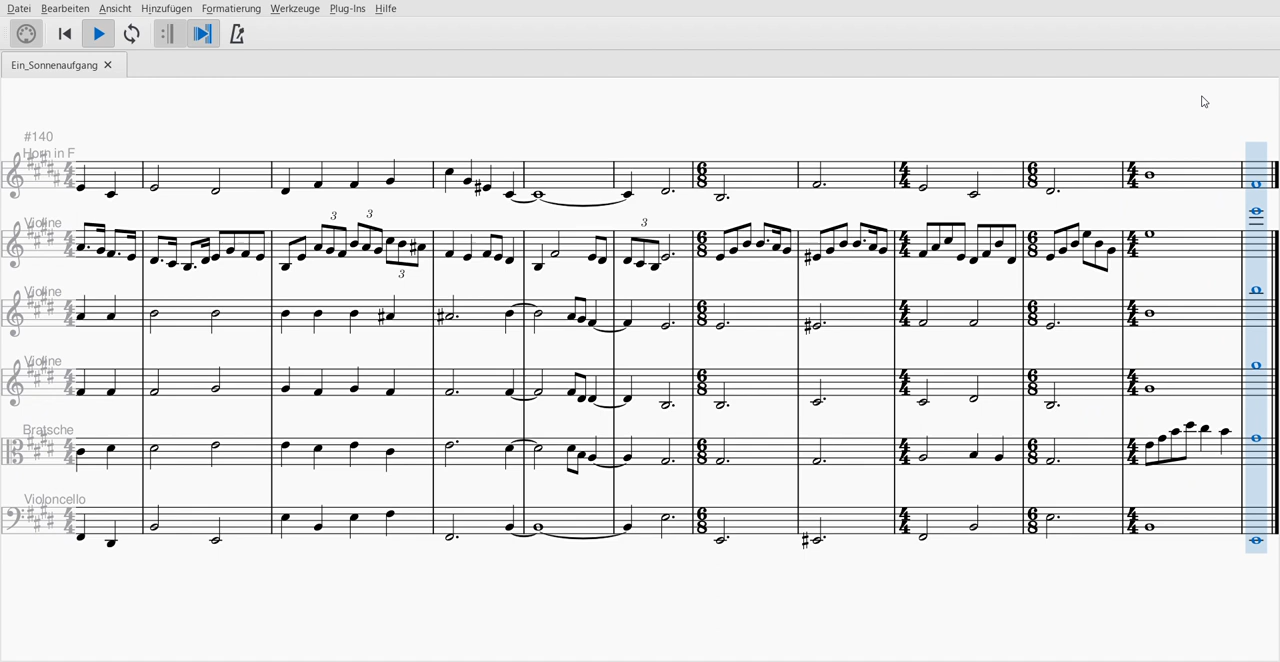 Datei Bearbeiten Ansicht Hinzufügen Formatierung Werkzeuge Plug-Ins Hilfe
Ein_Sonnenaufgang
#140
Horn in F
Violine
Violine
Violine
Bratsche
Violoncello